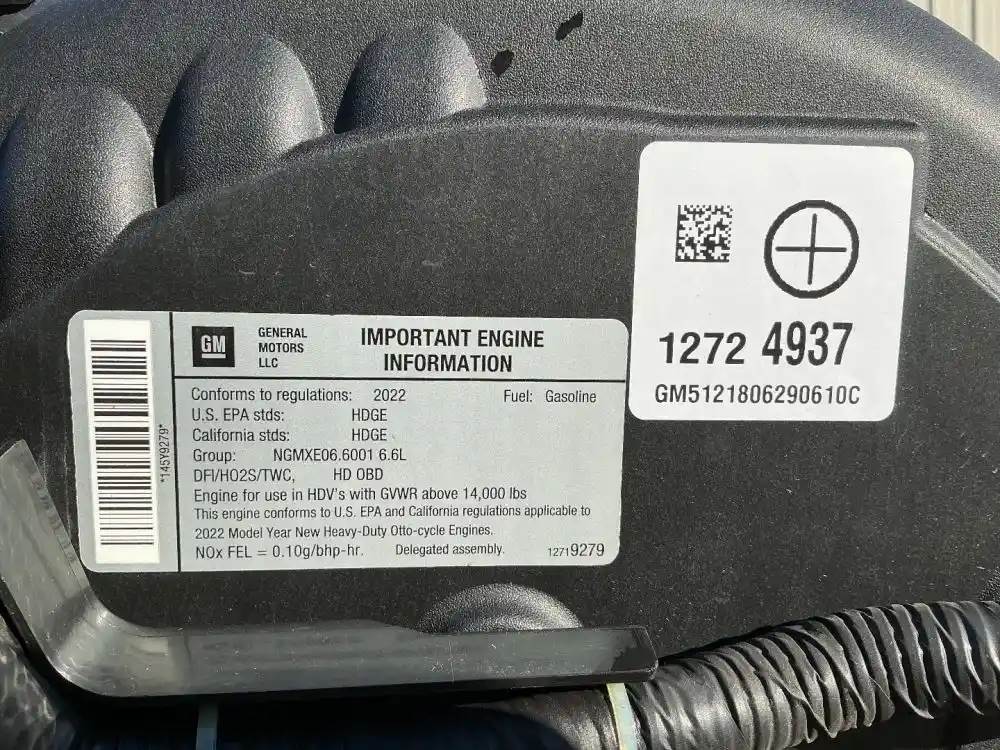 GM
GENERAL
MOTORS
LLC
IMPORTANT ENGINE
INFORMATION
Conforms to regulations: 2022 Fuel: Gasoline
U.S. EPA stds: HDGE
California stds: HDGE
Group: NGMXE06.6001 6.6L
DFI/HO2S/TWC, HD OBD
Engine for use in HDV's with GVWR above 14,000 lbs
This engine conforms to U.S. EPA and California regulations applicable to
2022 Model Year New Heavy-Duty Otto-cycle Engines.
NOx FEL = 0.10g/bhp-hr. Delegated assembly. 12719279
*145Y9279*
1272 4937
GM5121806290610C